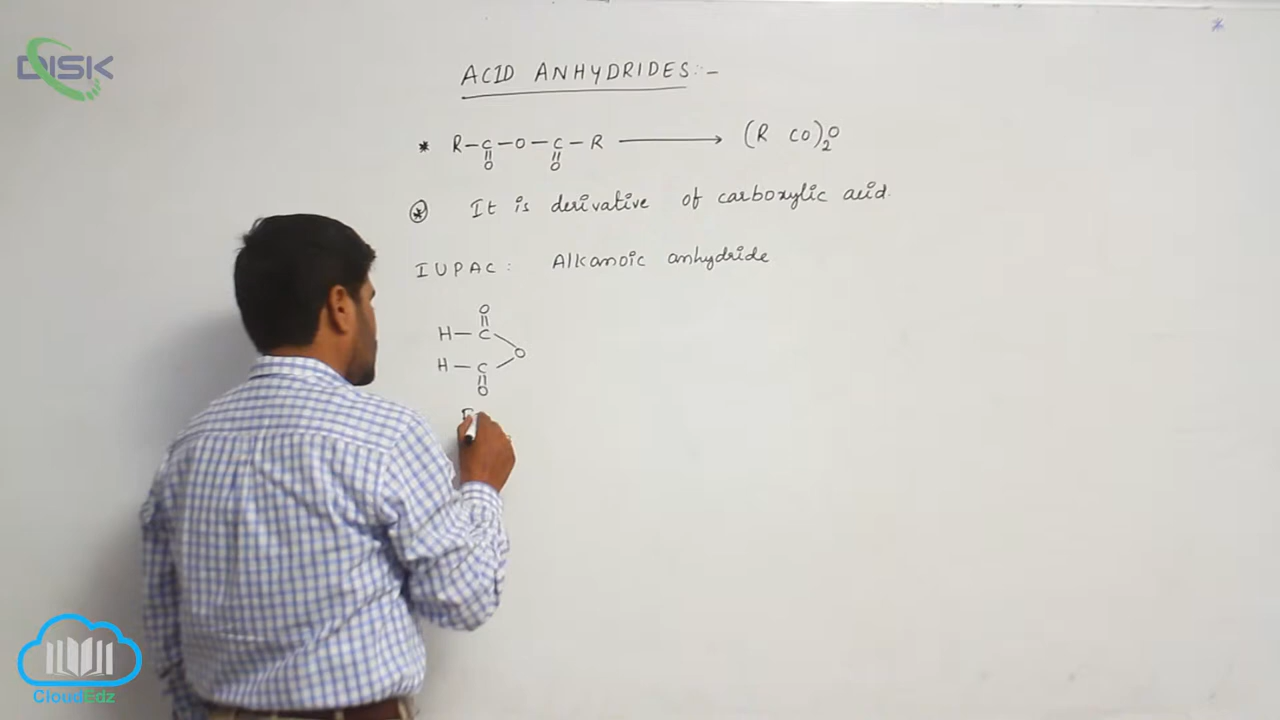 DISK
ACID ANHYDRIDES:-
* R-C-O-C-R → (R CO)2O
O O
* It is derivative of carboxylic acid.
IUPAC: Alkanoic anhydride
O
H-C
O
H-C
O
F
CloudEdz
*